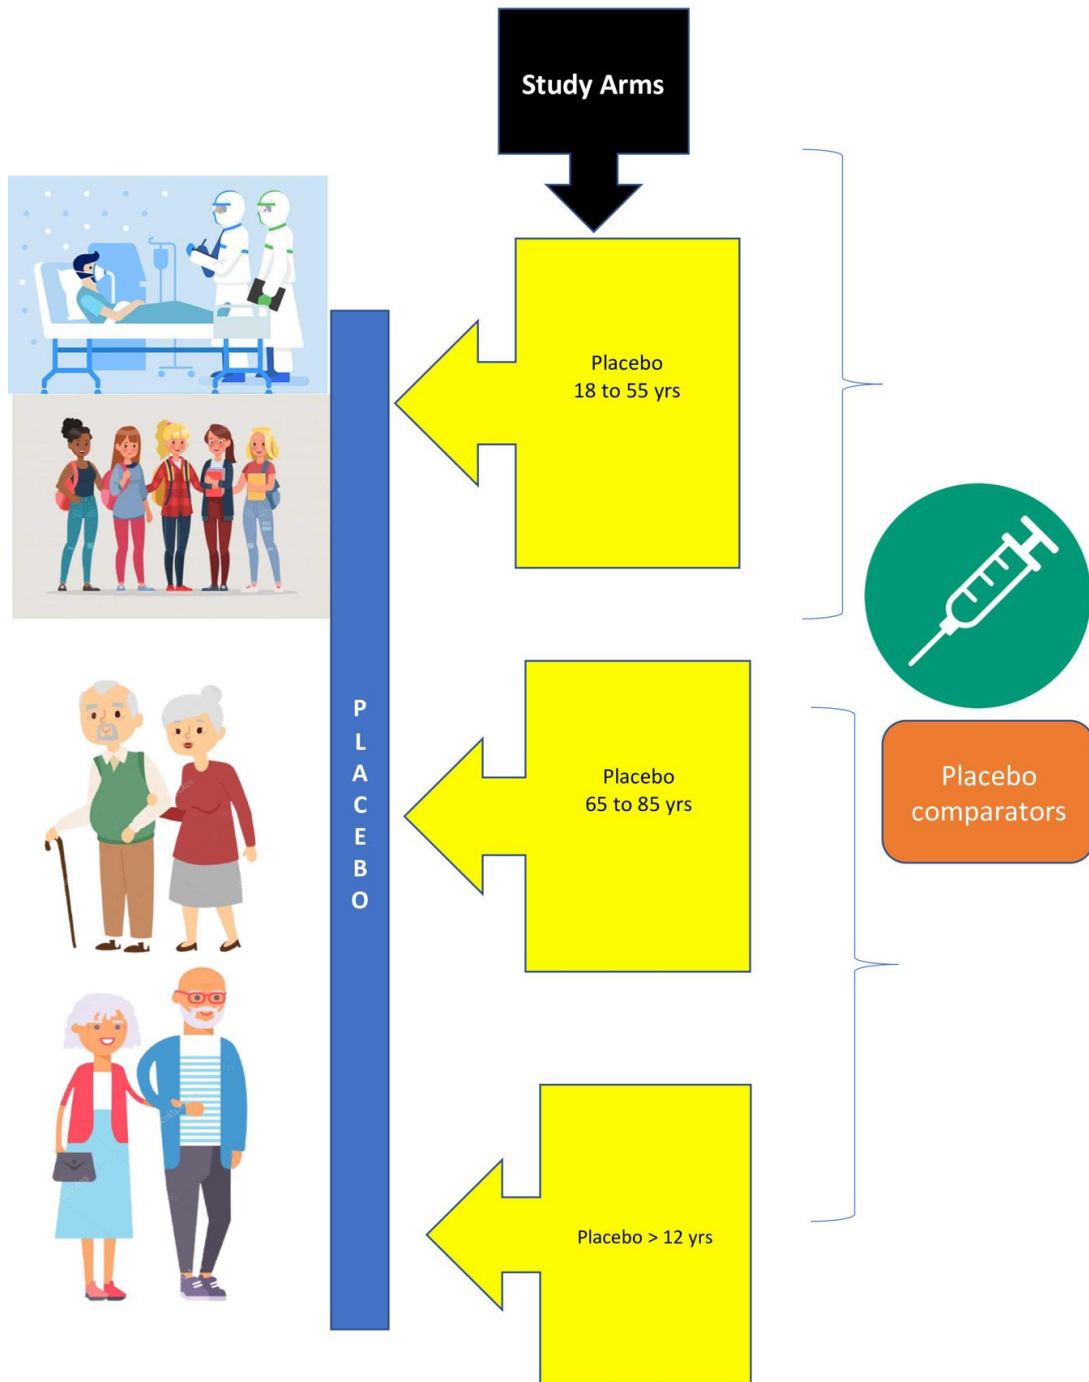 Study Arms
Placebo
18 to 55 yrs
P
L
A
C
E
B
O
Placebo
65 to 85 yrs
Placebo
comparators
Placebo > 12 yrs